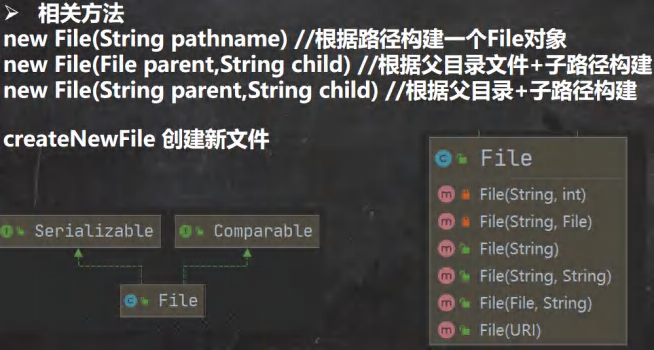 ➢ 相关方法
new File(String pathname) //根据路径构建一个File对象
new File(File parent,String child) //根据父目录文件+子路径构建
new File(String parent,String child) //根据父目录+子路径构建
createNewFile 创建新文件
I Serializable
I Comparable
C File
C File
m File(String, int)
m File(String, File)
m File(String)
m File(String, String)
m File(File, String)
m File(URI)